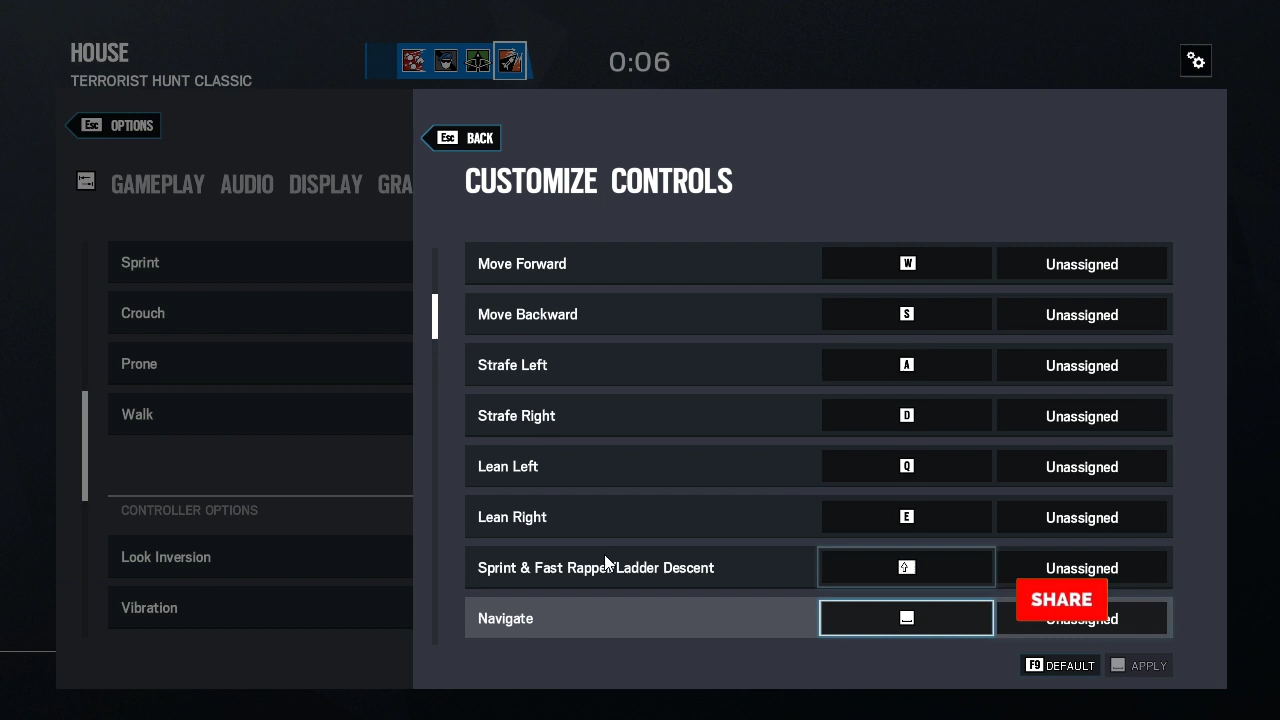 HOUSE
TERRORIST HUNT CLASSIC
0:06
Esc OPTIONS
GAMEPLAY AUDIO DISPLAY GRA
Sprint
Crouch
Prone
Walk
CONTROLLER OPTIONS
Look Inversion
Vibration
Esc BACK
CUSTOMIZE CONTROLS
Move Forward W Unassigned
Move Backward S Unassigned
Strafe Left A Unassigned
Strafe Right D Unassigned
Lean Left Q Unassigned
Lean Right E Unassigned
Sprint & Fast Rappel/Ladder Descent Unassigned
SHARE
Navigate Unassigned
F9 DEFAULT APPLY